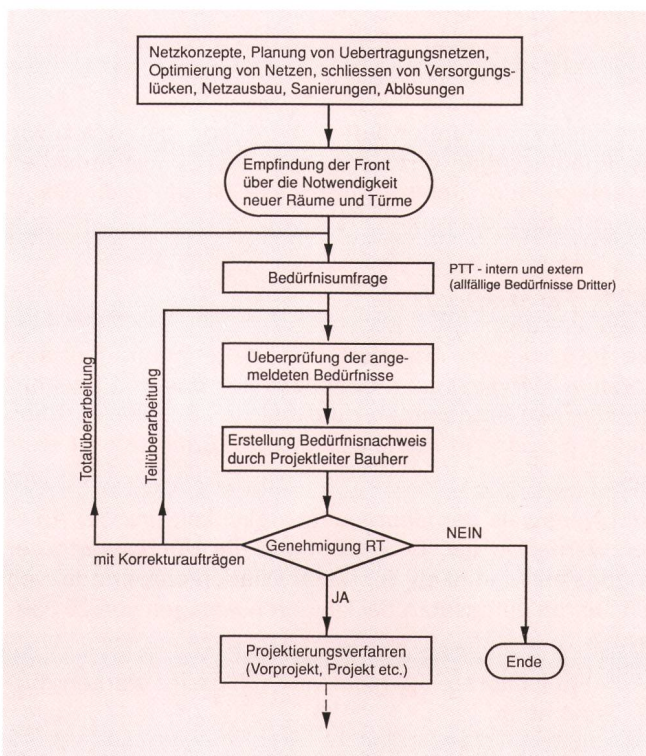 Netzkonzepte, Planung von Uebertragungsnetzen,
Optimierung von Netzen, schliessen von Versorgungs-
lücken, Netzausbau, Sanierungen, Ablösungen
Empfindung der Front
über die Notwendigkeit
neuer Räume und Türme
Bedürfnisumfrage
PTT - intern und extern
(allfällige Bedürfnisse Dritter)
Ueberprüfung der ange-
meldeten Bedürfnisse
Totalüberarbeitung
Teilüberarbeitung
Erstellung Bedürfnisnachweis
durch Projektleiter Bauherr
Genehmigung RT
NEIN
mit Korrekturaufträgen
JA
Projektierungsverfahren
(Vorprojekt, Projekt etc.)
Ende